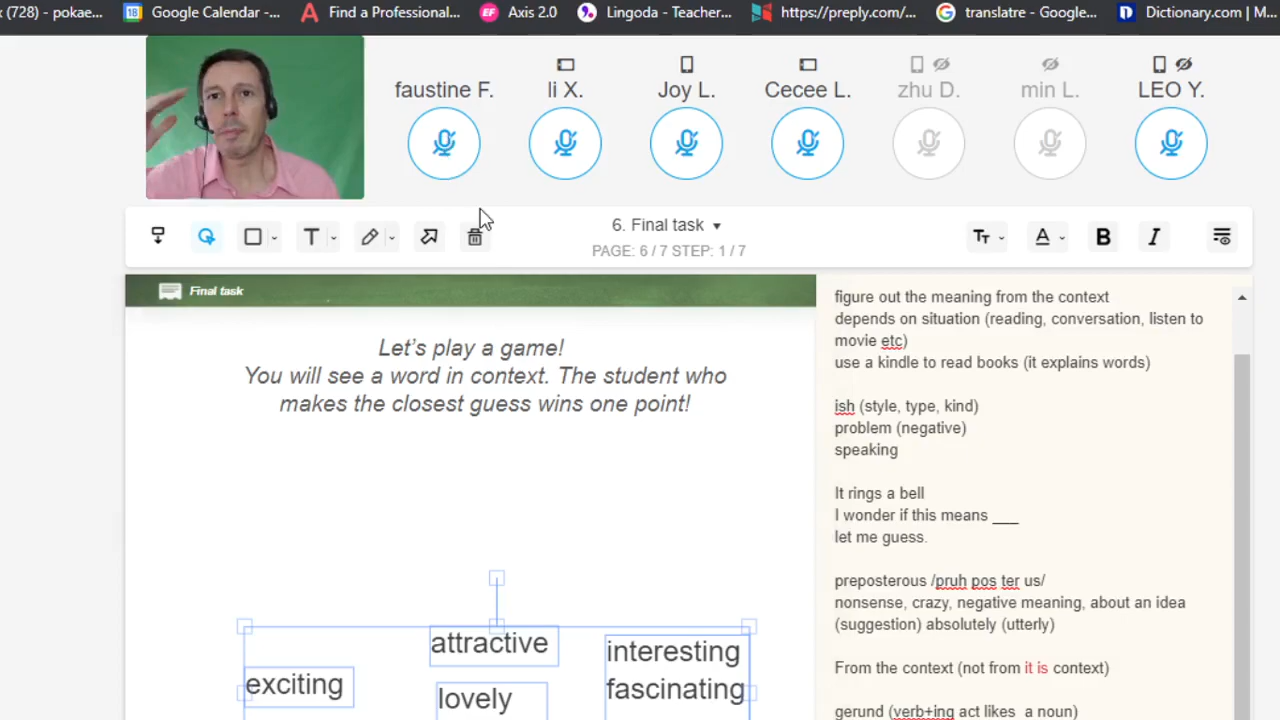 x (728) - pokae...
18 Google Calendar -...
A Find a Professional...
EF Axis 2.0
Lingoda - Teacher...
https://preply.com/...
G translatre - Google...
D Dictionary.com | M...
faustine F.
li X.
Joy L.
Cecee L.
zhu D.
min L.
LEO Y.
T
6. Final task
PAGE: 6 / 7 STEP: 1 / 7
TT
A
B
I
Final task
Let's play a game!
You will see a word in context. The student who
makes the closest guess wins one point!
attractive
interesting
exciting
fascinating
lovely
figure out the meaning from the context
depends on situation (reading, conversation, listen to
movie etc)
use a kindle to read books (it explains words)
ish (style, type, kind)
problem (negative)
speaking
It rings a bell
I wonder if this means ___
let me guess.
preposterous /pruh pos ter us/
nonsense, crazy, negative meaning, about an idea
(suggestion) absolutely (utterly)
From the context (not from it is context)
gerund (verb+ing act likes a noun)